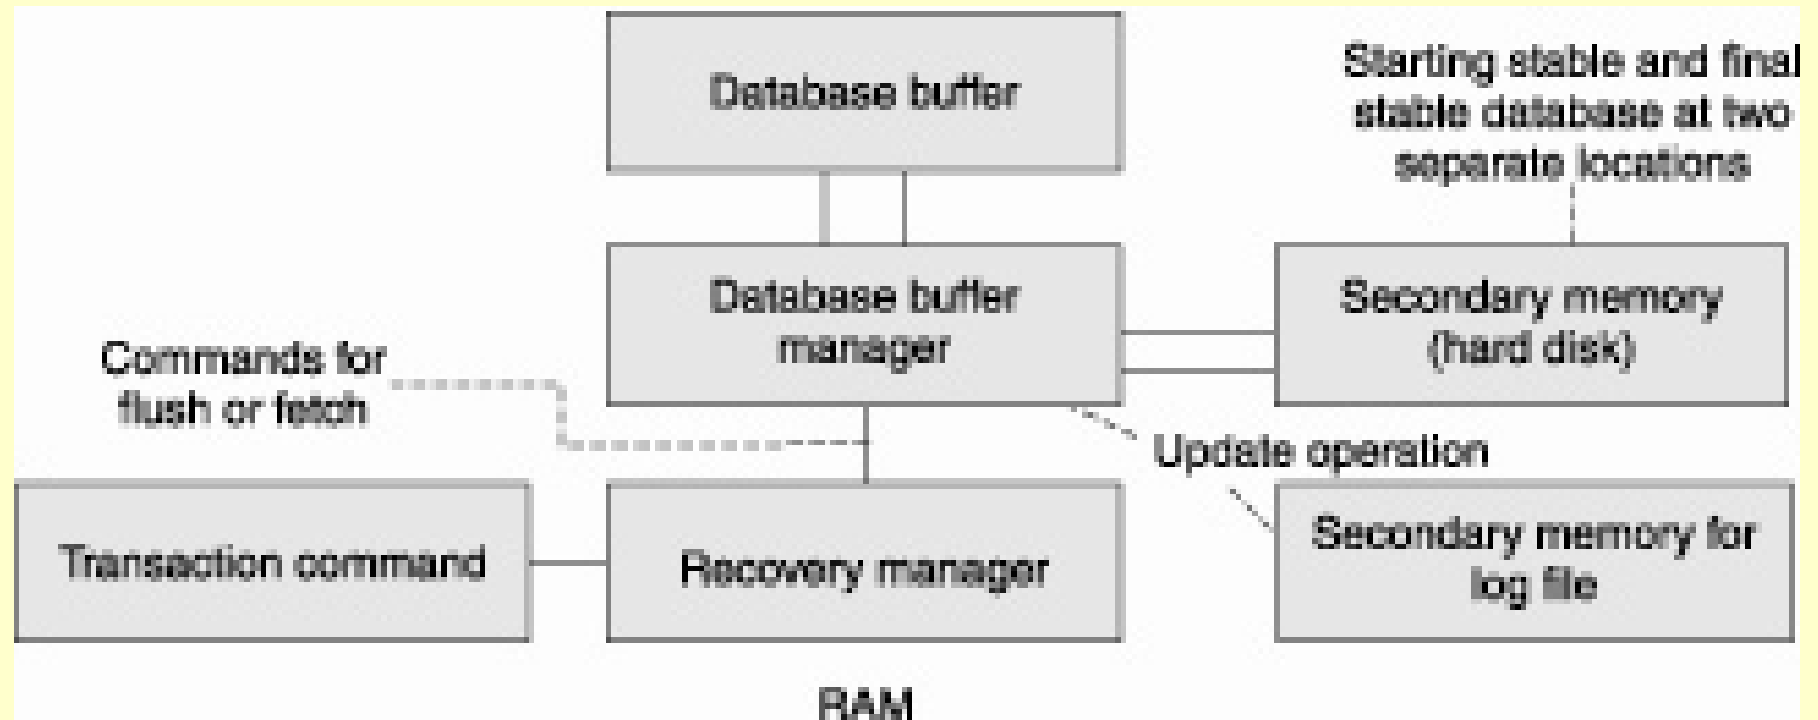 Database buffer
Starting stable and final
stable database at two
separate locations
Database buffer
manager
Secondary memory
(hard disk)
Commands for
flush or fetch
Update operation
Transaction command
Recovery manager
Secondary memory for
log file
RAM